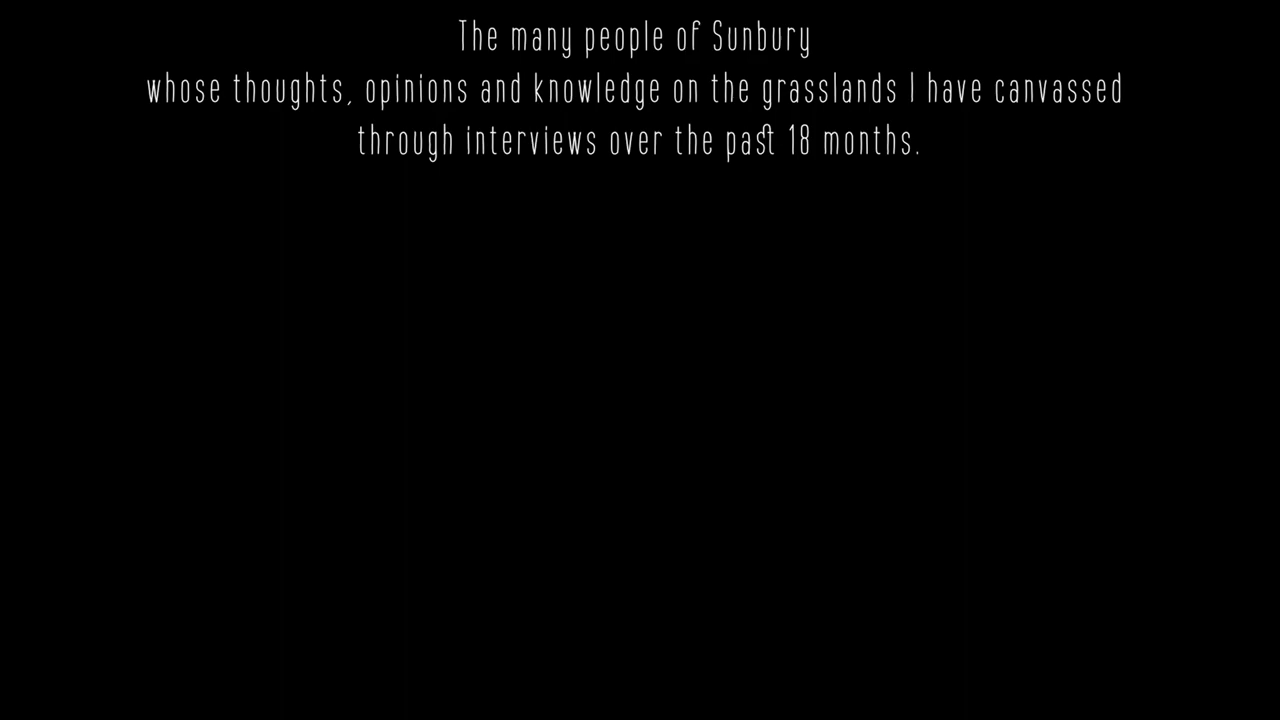 The many people of Sunbury
whose thoughts, opinions and knowledge on the grasslands I have canvassed
through interviews over the past 18 months.